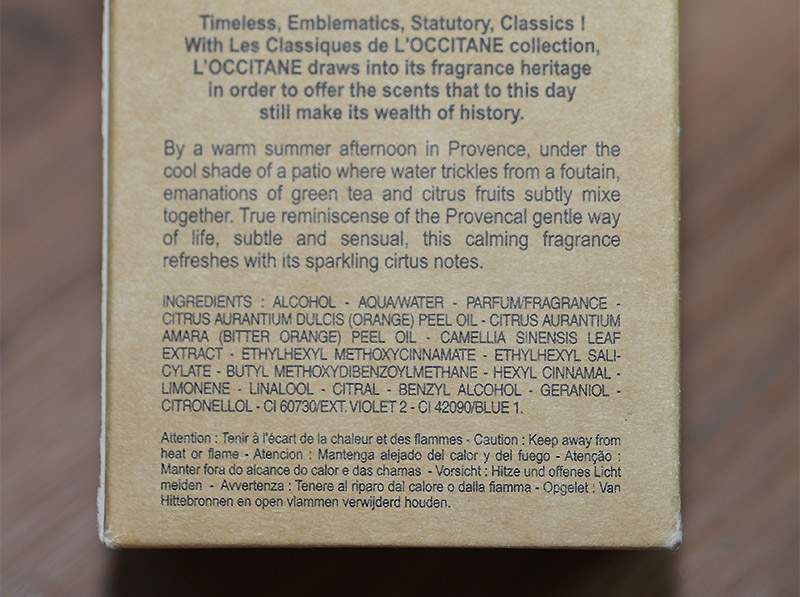 Timeless, Emblematics, Statutory, Classics !
With Les Classiques de L'OCCITANE collection,
L'OCCITANE draws into its fragrance heritage
in order to offer the scents that to this day
still make its wealth of history.
By a warm summer afternoon in Provence, under the
cool shade of a patio where water trickles from a foutain,
emanations of green tea and citrus fruits subtly mixe
together. True reminiscense of the Provencal gentle way
of life, subtle and sensual, this calming fragrance
refreshes with its sparkling cirtus notes.
INGREDIENTS : ALCOHOL - AQUA/WATER - PARFUM/FRAGRANCE -
CITRUS AURANTIUM DULCIS (ORANGE) PEEL OIL - CITRUS AURANTIUM
AMARA (BITTER ORANGE) PEEL OIL - CAMELLIA SINENSIS LEAF
EXTRACT - ETHYLHEXYL METHOXYCINNAMATE - ETHYLHEXYL SALI-
CYLATE - BUTYL METHOXYDIBENZOYLMETHANE - HEXYL CINNAMAL -
LIMONENE - LINALOOL - CITRAL - BENZYL ALCOHOL - GERANIOL -
CITRONELLOL - CI 60730/EXT. VIOLET 2 - CI 42090/BLUE 1.
Attention : Tenir à l'écart de la chaleur et des flammes - Caution : Keep away from
heat or flame - Atencion : Mantenga alejado del calor y del fuego - Atenção :
Manter fora do alcance do calor e das chamas - Vorsicht : Hitze und offenes Licht
meiden - Avvertenza : Tenere al riparo dal calore o dalla fiamma - Opgelet : Van
Hittebronnen en open vlammen verwijderd houden.